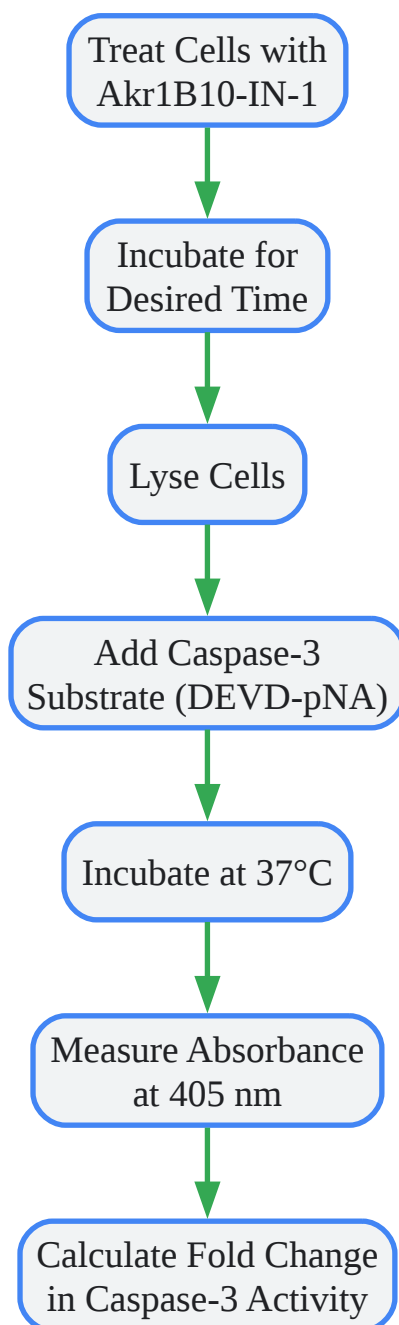 Treat Cells with
Akr1B10-IN-1
Incubate for
Desired Time
Lyse Cells
Add Caspase-3
Substrate (DEVD-pNA)
Incubate at 37°C
Measure Absorbance
at 405 nm
Calculate Fold Change
in Caspase-3 Activity